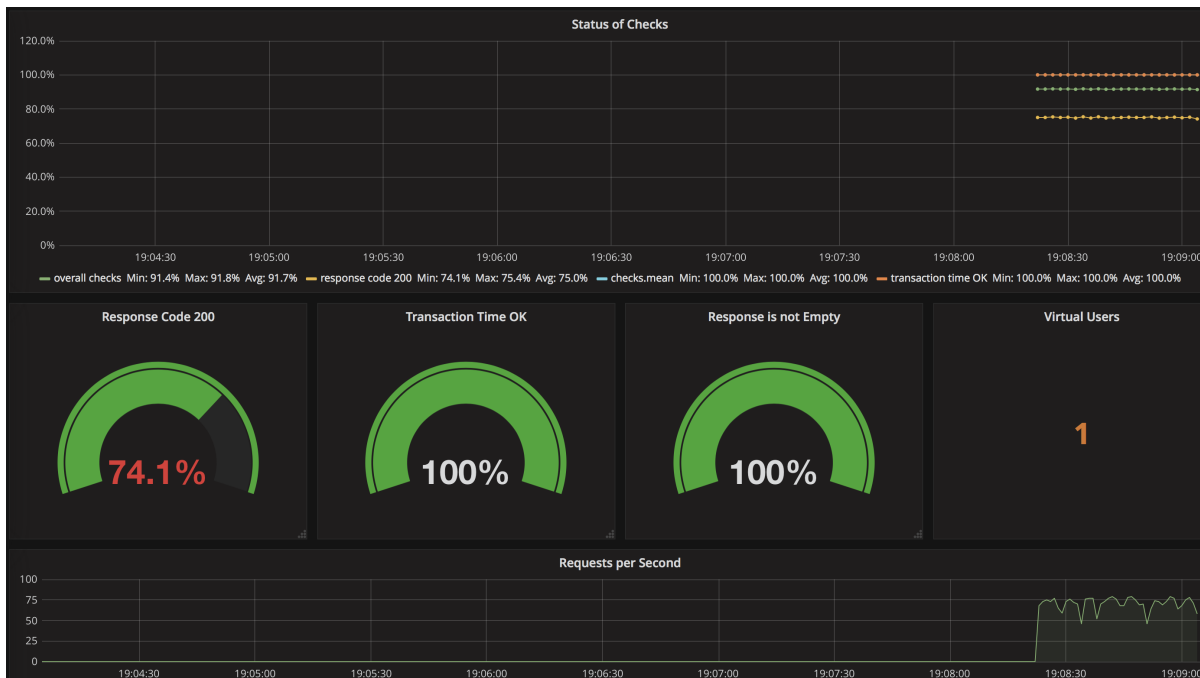 Status of Checks
120.0%
100.0%
80.0%
60.0%
40.0%
20.0%
0%
19:04:30 19:05:00 19:05:30 19:06:00 19:06:30 19:07:00 19:07:30 19:08:00 19:08:30 19:09:00
overall checks Min: 91.4% Max: 91.8% Avg: 91.7% response code 200 Min: 74.1% Max: 75.4% Avg: 75.0% checks.mean Min: 100.0% Max: 100.0% Avg: 100.0% transaction time OK Min: 100.0% Max: 100.0% Avg: 100.0%
Response Code 200
74.1%
Transaction Time OK
100%
Response is not Empty
100%
Virtual Users
1
Requests per Second
100
75
50
25
0
19:04:30 19:05:00 19:05:30 19:06:00 19:06:30 19:07:00 19:07:30 19:08:00 19:08:30 19:09:00